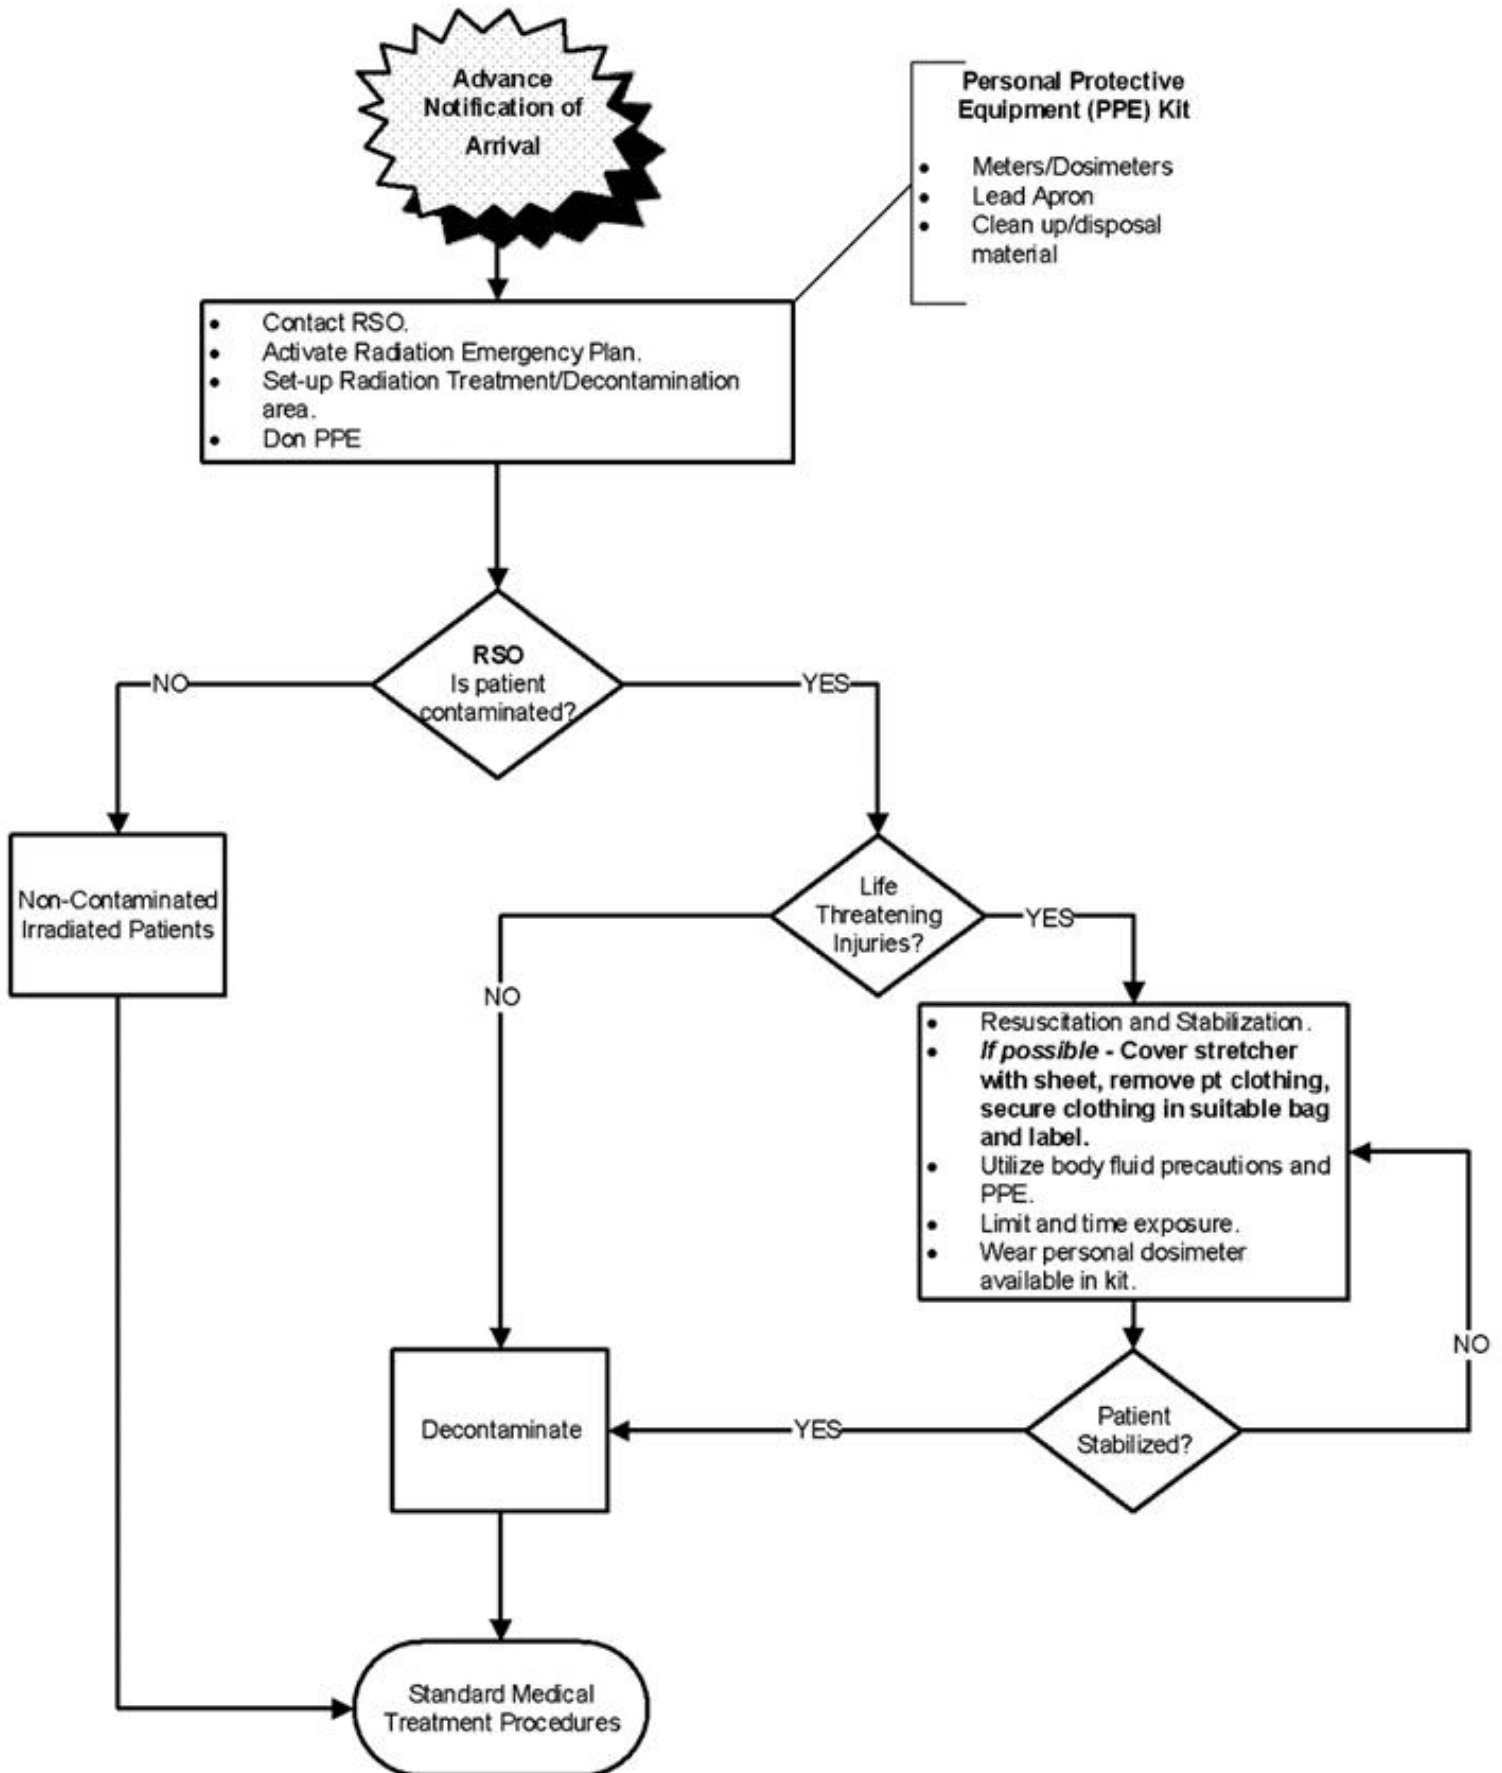 Advance
Notification of
Arrival
Personal Protective
Equipment (PPE) Kit
• Meters/Dosimeters
• Lead Apron
• Clean up/disposal
material
• Contact RSO.
• Activate Radiation Emergency Plan.
• Set-up Radiation Treatment/Decontamination
area.
• Don PPE
RSO
Is patient
contaminated?
NO
YES
Non-Contaminated
Irradiated Patients
Life
Threatening
Injuries?
YES
NO
• Resuscitation and Stabilization.
• If possible - Cover stretcher
with sheet, remove pt clothing,
secure clothing in suitable bag
and label.
• Utilize body fluid precautions and
PPE.
• Limit and time exposure.
• Wear personal dosimeter
available in kit.
NO
Decontaminate
YES
Patient
Stabilized?
Standard Medical
Treatment Procedures